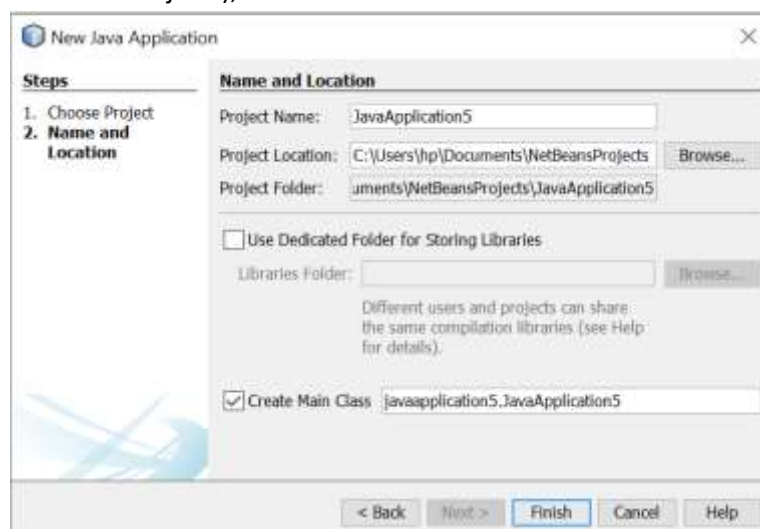 New Java Application
Steps
1. Choose Project
2. Name and
Location
Name and Location
Project Name: JavaApplication5
Project Location: C:\Users\hp\Documents\NetBeansProjects Browse...
Project Folder: uments\NetBeansProjects\JavaApplication5
Use Dedicated Folder for Storing Libraries
Libraries Folder: Browse...
Different users and projects can share
the same compilation libraries (see Help
for details).
Create Main Class javaapplication5.JavaApplication5
< Back Next > Finish Cancel Help